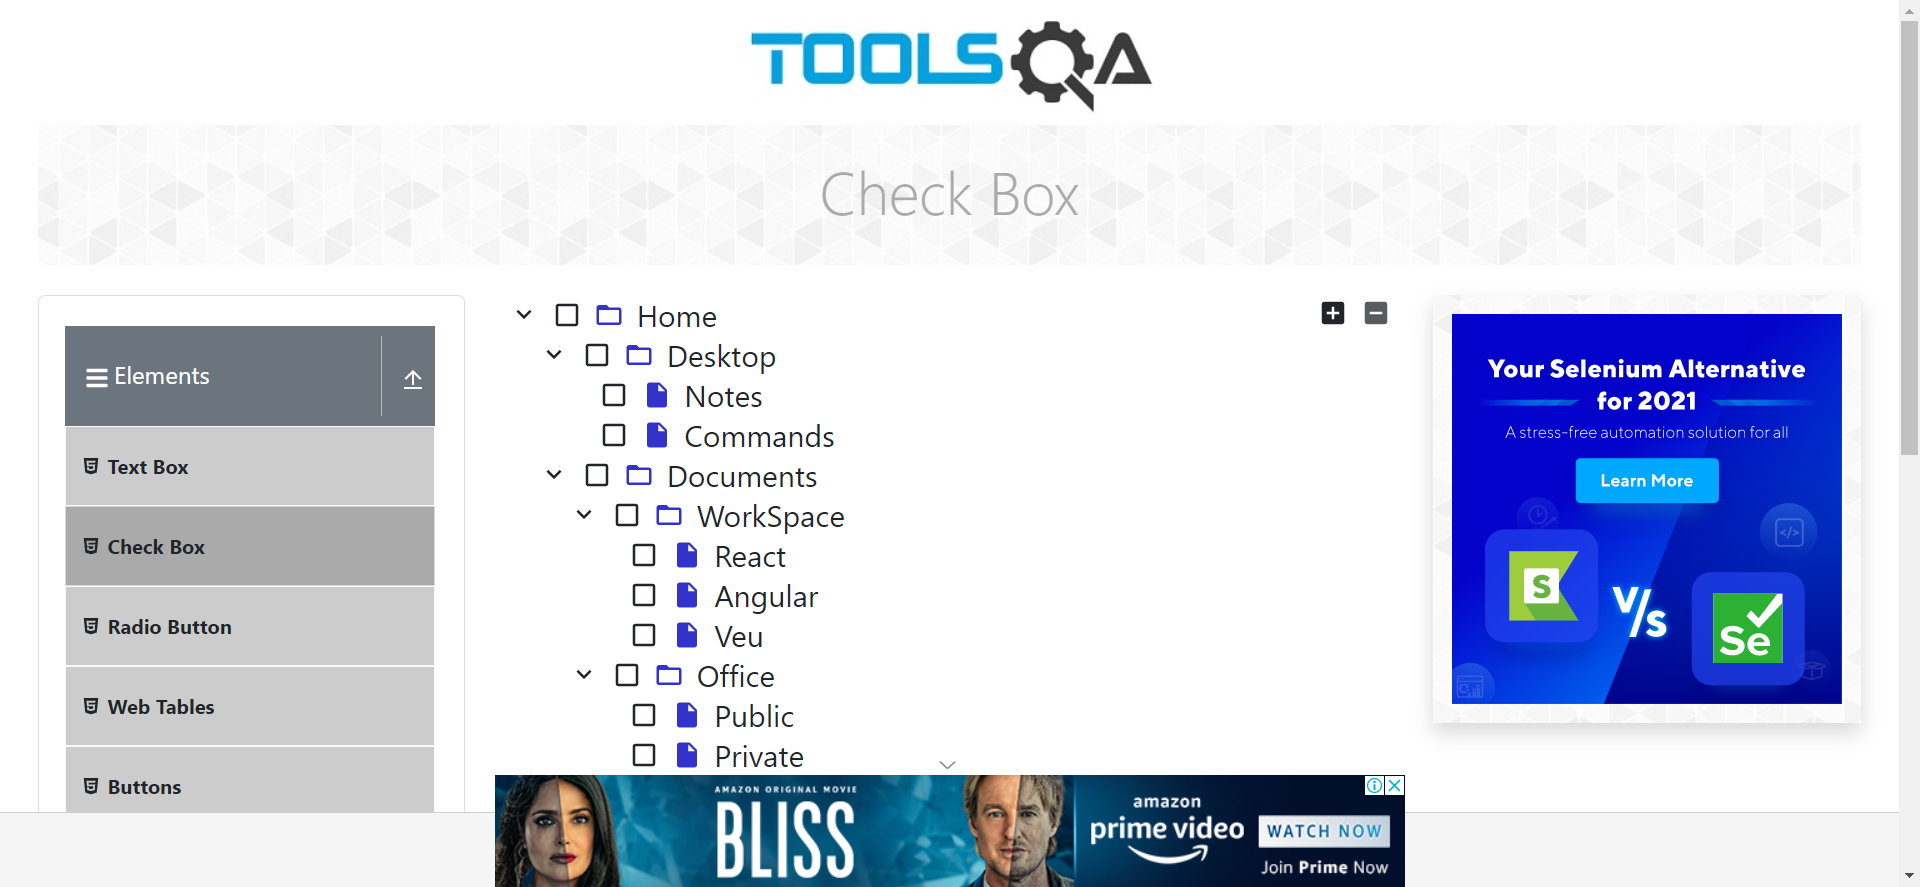 TOOLSQA
Check Box
Elements
Text Box
Check Box
Radio Button
Web Tables
Buttons
Home
Desktop
Notes
Commands
Documents
WorkSpace
React
Angular
Veu
Office
Public
Private
Your Selenium Alternative
for 2021
A stress-free automation solution for all
Learn More
S
V/s
Se
AMAZON ORIGINAL MOVIE
BLISS
amazon
prime video
WATCH NOW
Join Prime Now